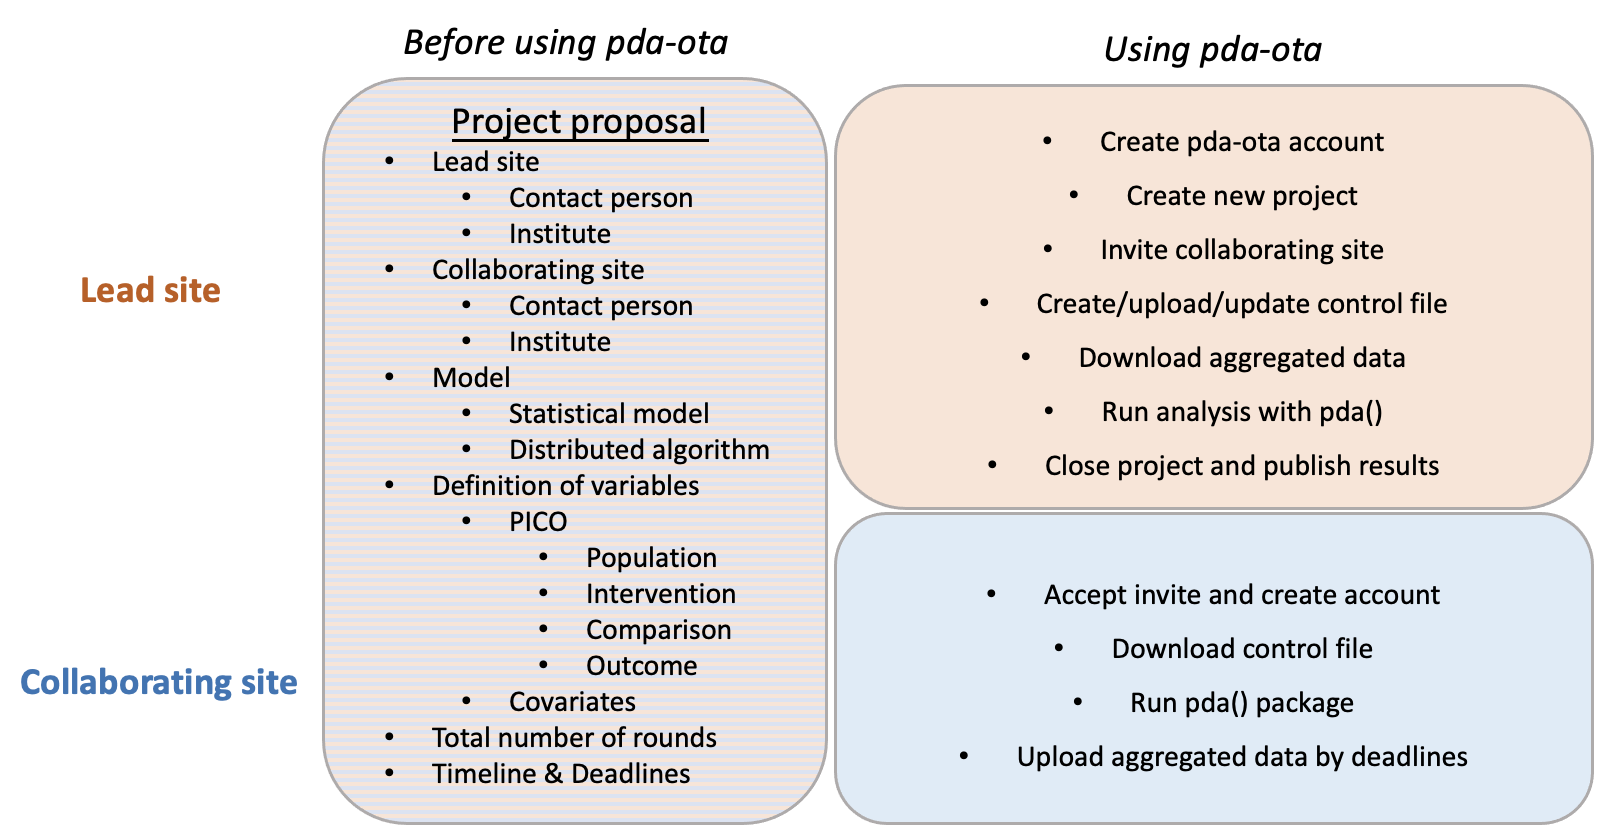 Before using pda-ota
Project proposal
• Lead site
• Contact person
• Institute
• Collaborating site
• Contact person
• Institute
• Model
• Statistical model
• Distributed algorithm
• Definition of variables
• PICO
• Population
• Intervention
• Comparison
• Outcome
• Covariates
• Total number of rounds
• Timeline & Deadlines
Using pda-ota
Lead site
• Create pda-ota account
• Create new project
• Invite collaborating site
• Create/upload/update control file
• Download aggregated data
• Run analysis with pda()
• Close project and publish results
Collaborating site
• Accept invite and create account
• Download control file
• Run pda() package
• Upload aggregated data by deadlines